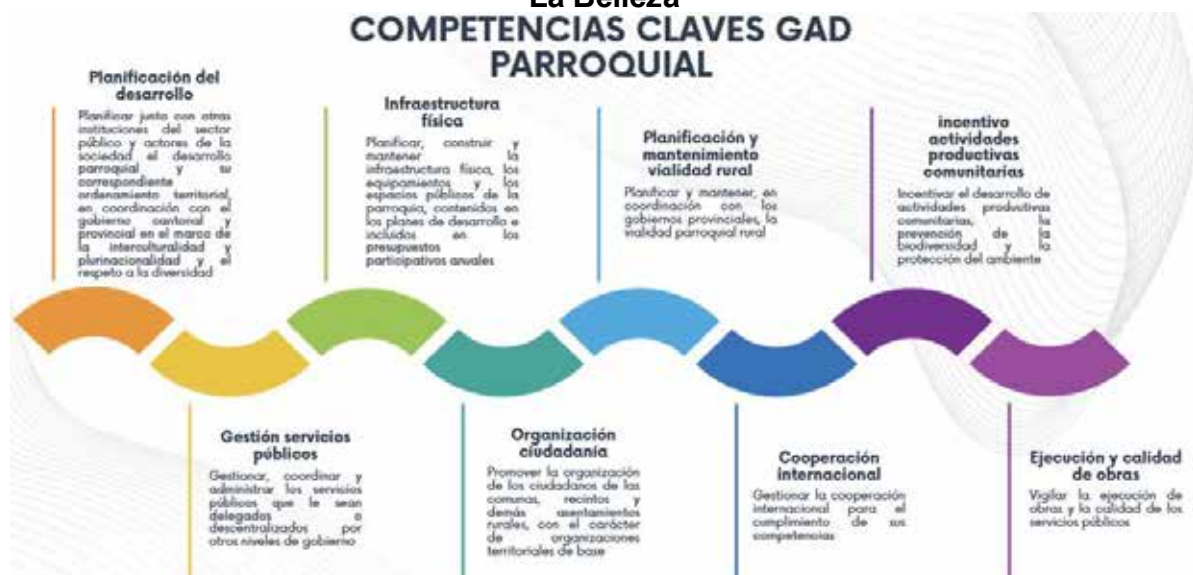 La Belleza
COMPETENCIAS CLAVES GAD
PARROQUIAL
Planificación del
desarrollo
Planificar junto con otras
instituciones del sector
público y actores de la
sociedad el desarrollo
parroquial y su
correspondiente
ordenamiento territorial,
en coordinación con el
gobierno cantonal y
provincial en el marco de
la interculturalidad y
plurinacionalidad y el
respeto a la diversidad
Infraestructura
física
Planificar, construir y
mantener la
infraestructura física, los
equipamientos y los
espacios públicos de la
parroquia, contenidos en
los planes de desarrollo e
incluidos en los
presupuestos
participativos anuales
Planificación y
mantenimiento
vialidad rural
Planificar y mantener, en
coordinación con los
gobiernos provinciales, la
vialidad parroquial rural
incentivo
actividades
productivas
comunitarias
Incentivar el desarrollo de
actividades productivas
comunitarias, la
prevención de la
biodiversidad y la
protección del ambiente
Gestión servicios
públicos
Gestionar, coordinar y
administrar los servicios
públicos que le sean
delegados o
descentralizados por
otros niveles de gobierno
Organización
ciudadanía
Promover la organización
de los ciudadanos de las
comunas, recintos y
demás asentamientos
rurales, con el carácter
de organizaciones
territoriales de base
Cooperación
internacional
Gestionar la cooperación
internacional para el
cumplimiento de sus
competencias
Ejecución y calidad
de obras
Vigilar la ejecución de
obras y la calidad de los
servicios públicos